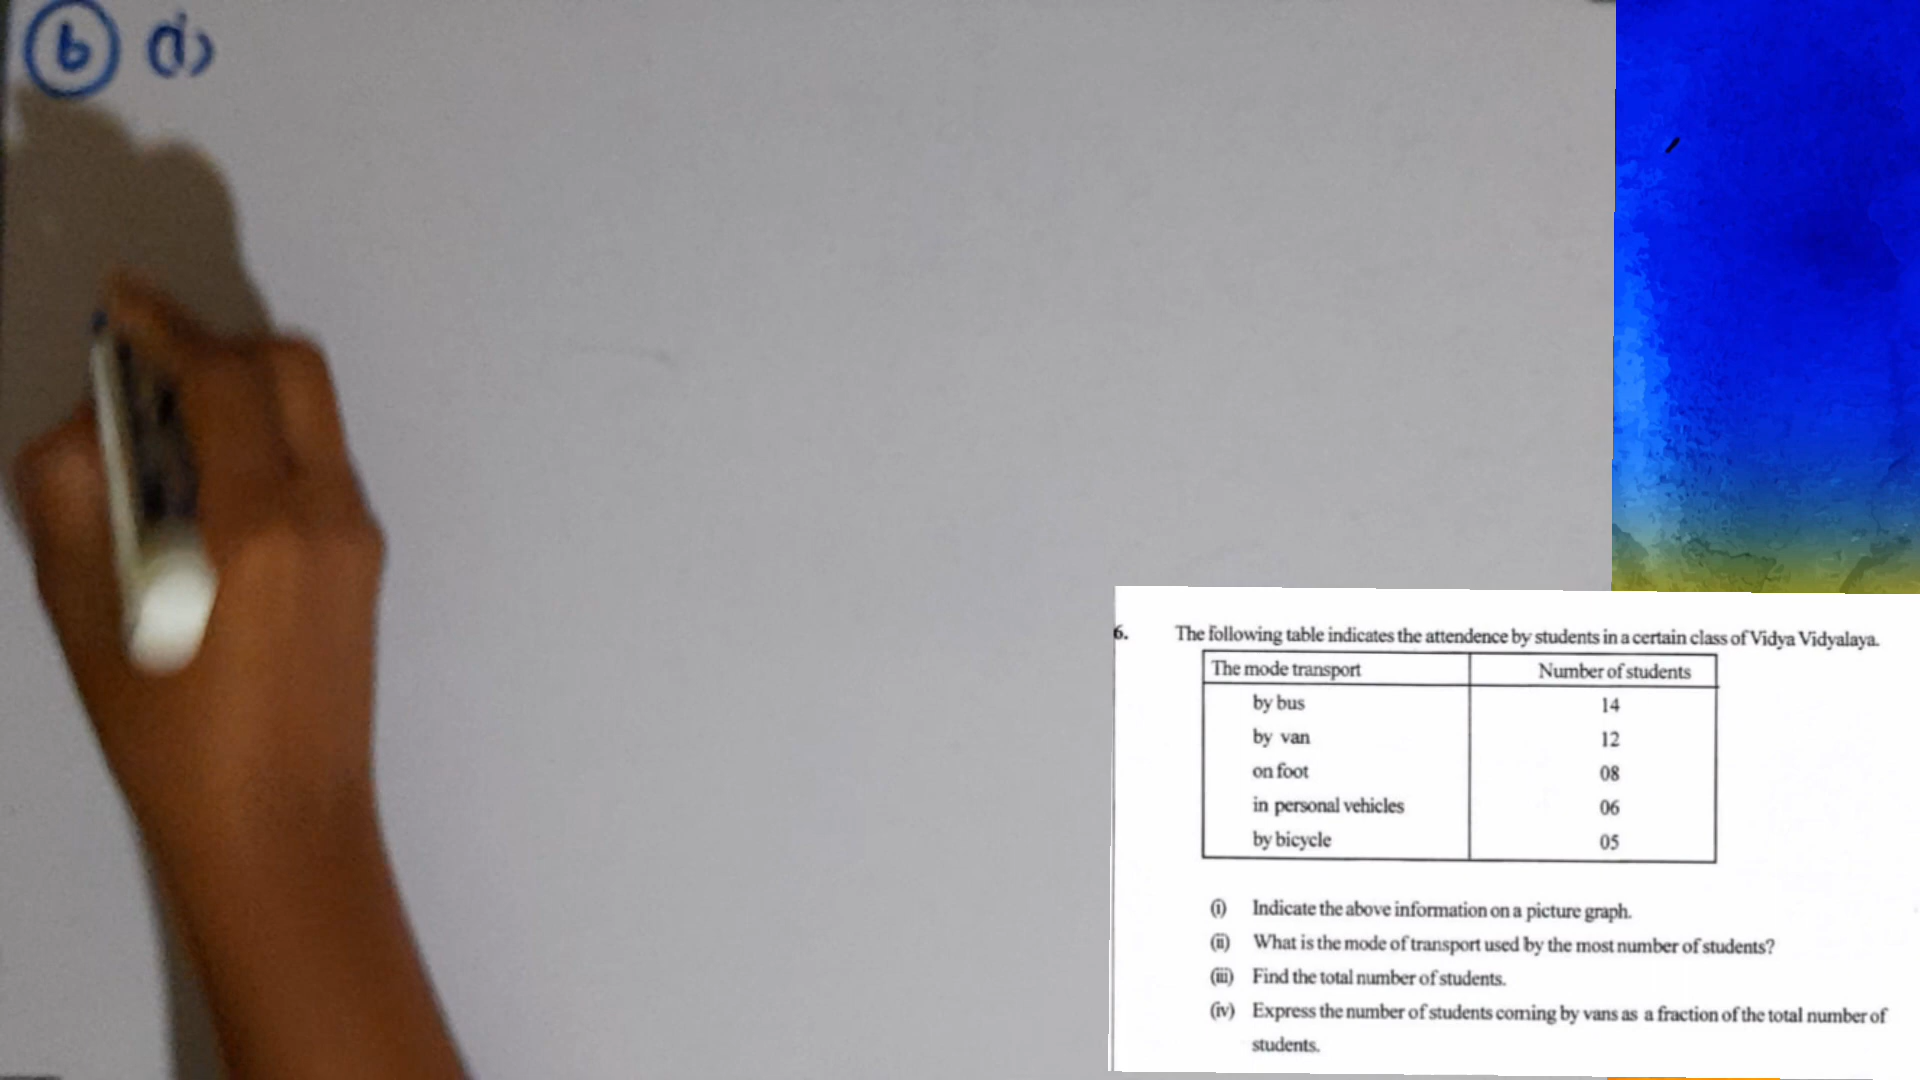 b i)
6. The following table indicates the attendence by students in a certain class of Vidya Vidyalaya.
The mode transport Number of students
by bus 14
by van 12
on foot 08
in personal vehicles 06
by bicycle 05
(i) Indicate the above information on a picture graph.
(ii) What is the mode of transport used by the most number of students?
(iii) Find the total number of students.
(iv) Express the number of students coming by vans as a fraction of the total number of
students.